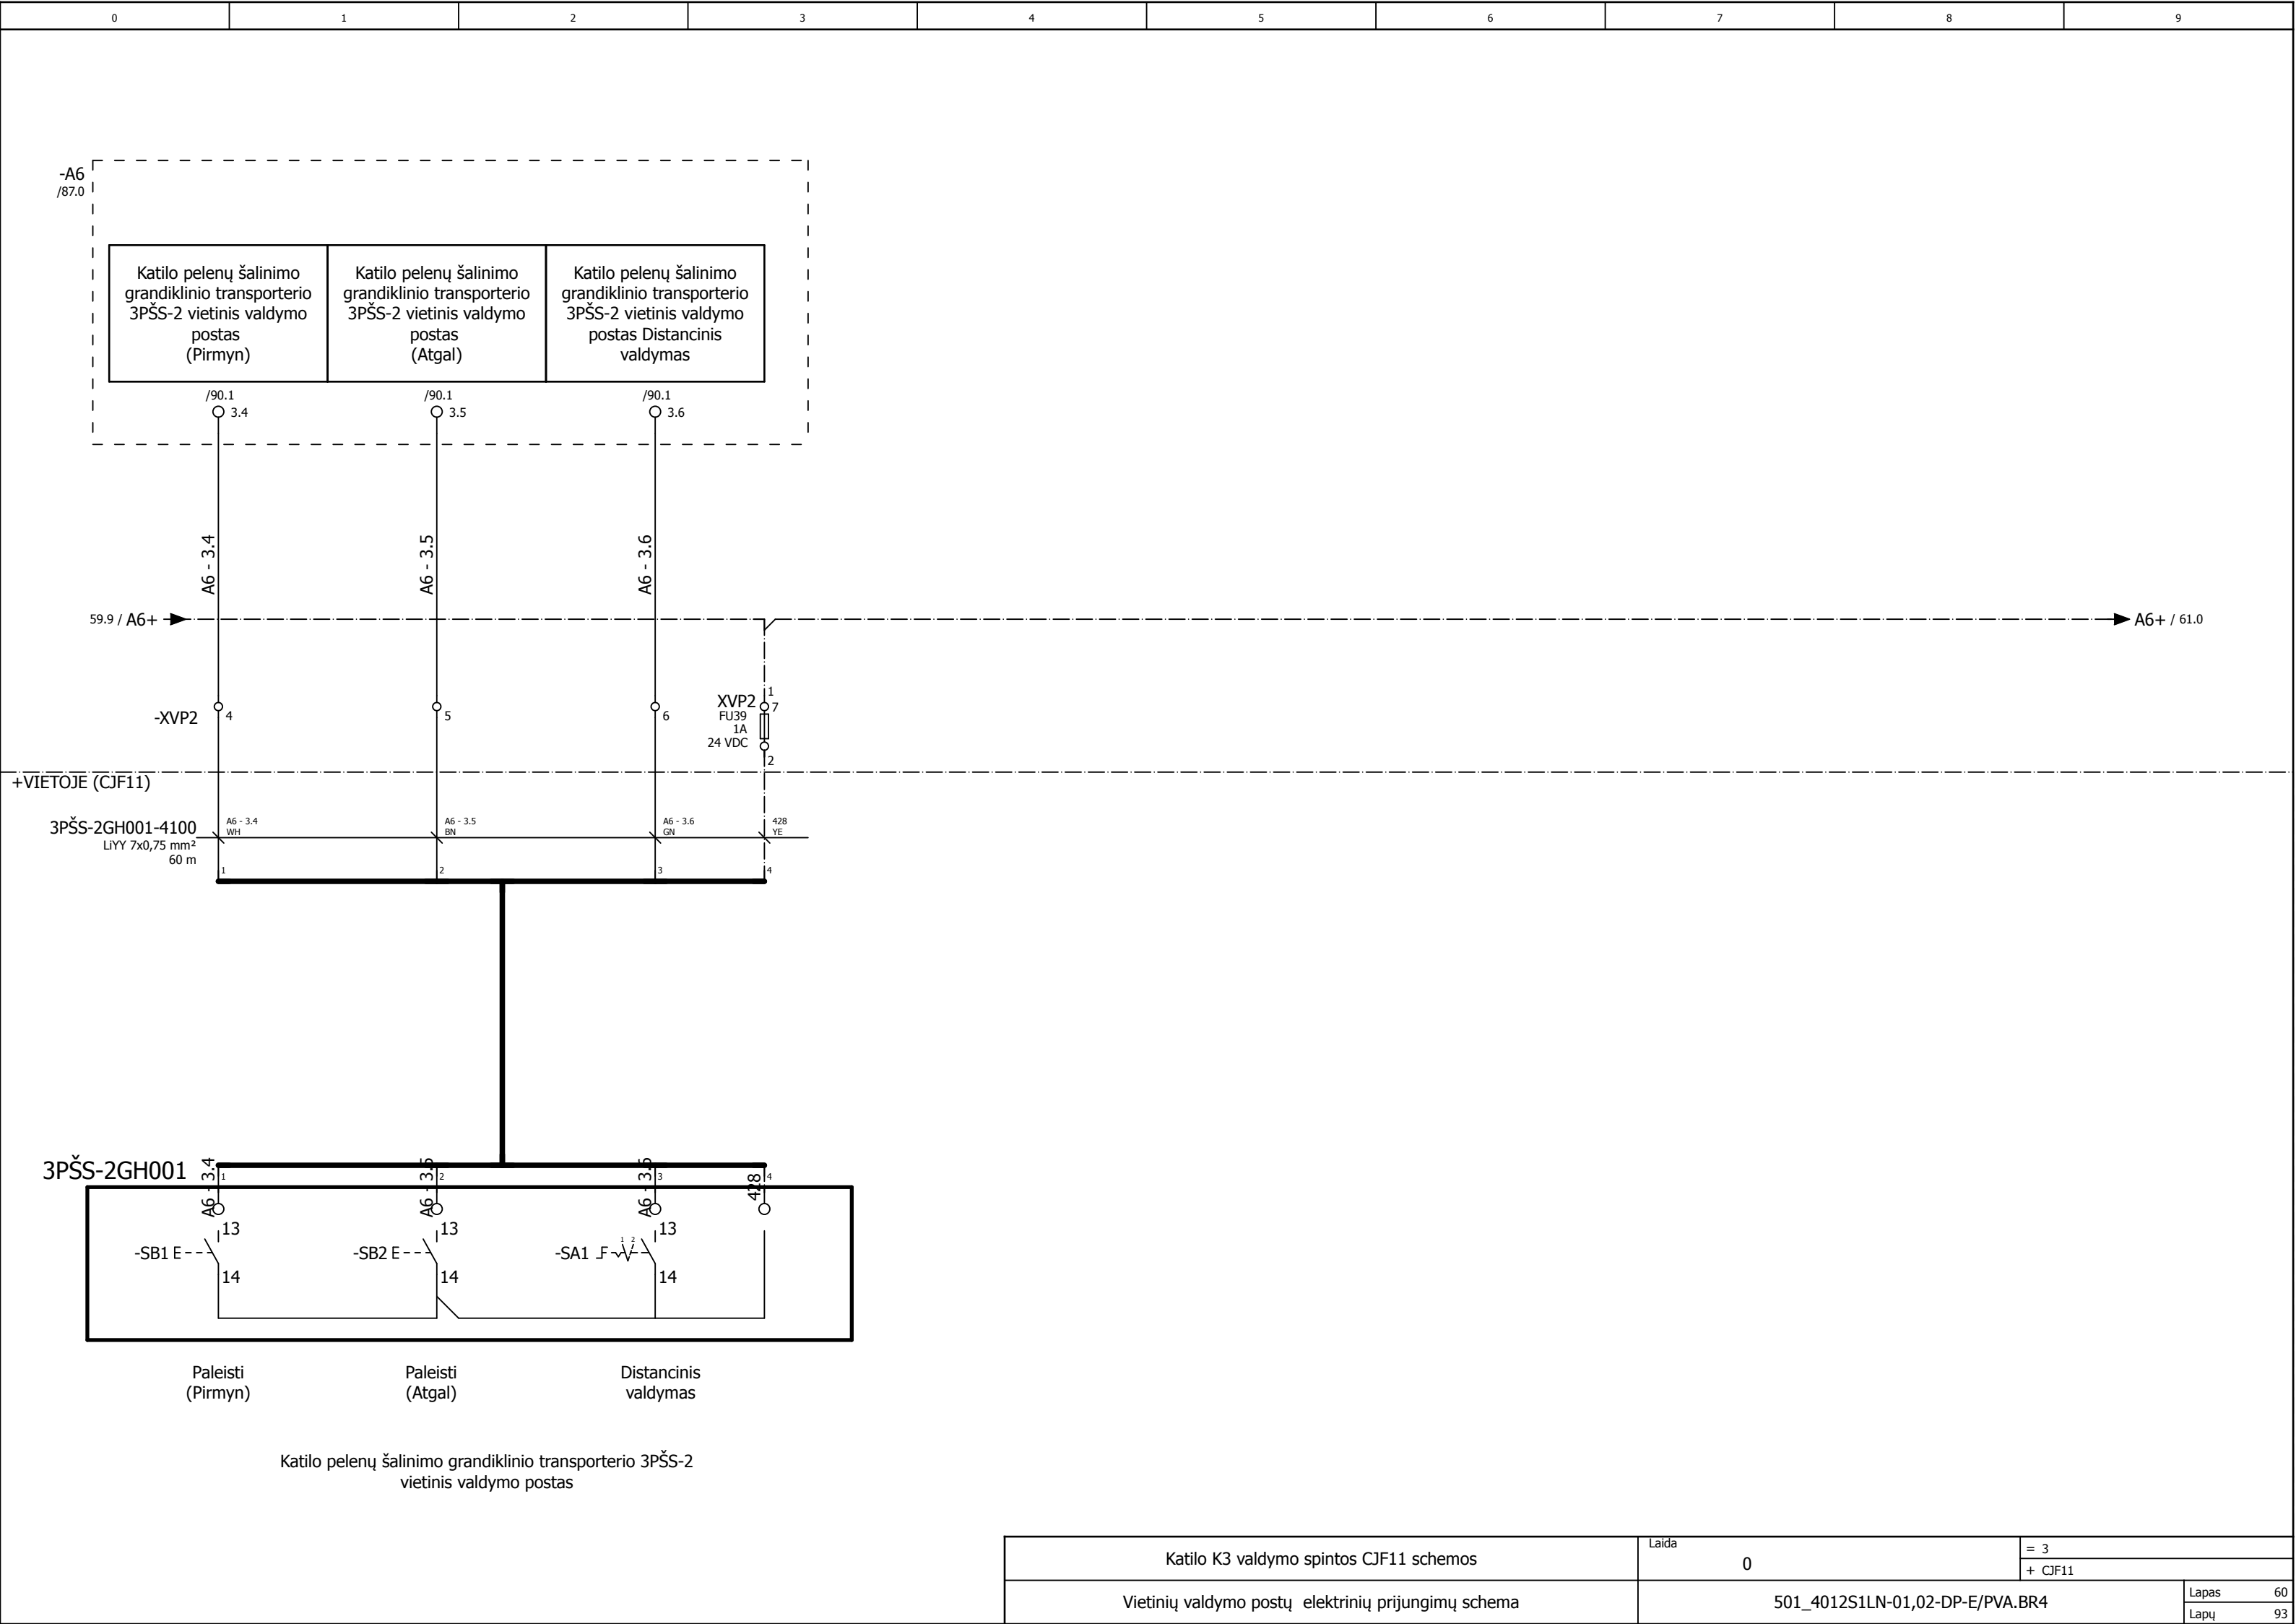 0 1 2 3 4 5 6 7 8 9
-A6
/87.0
Katilo pelenų šalinimo
grandiklinio transporterio
3PŠS-2 vietinis valdymo
postas
(Pirmyn)
Katilo pelenų šalinimo
grandiklinio transporterio
3PŠS-2 vietinis valdymo
postas
(Atgal)
Katilo pelenų šalinimo
grandiklinio transporterio
3PŠS-2 vietinis valdymo
postas Distancinis
valdymas
/90.1 /90.1 /90.1
3.4 3.5 3.6
A6 - 3.4 A6 - 3.5 A6 - 3.6
59.9 / A6+
A6+ / 61.0
-XVP2 4 5 6
XVP2 1
7
FU39
1A
24 VDC
2
+VIETOJE (CJF11)
3PŠS-2GH001-4100
LiYY 7x0,75 mm²
60 m
A6 - 3.4
WH
A6 - 3.5
BN
A6 - 3.6
GN
428
YE
1 2 3 4
3PŠS-2GH001
A6 - 3.4 1
A6 - 3.5 2
A6 - 3.6 3
428 4
13 13 13
-SB1 E -SB2 E -SA1 1 2
14 14 14
Paleisti
(Pirmyn)
Paleisti
(Atgal)
Distancinis
valdymas
Katilo pelenų šalinimo grandiklinio transporterio 3PŠS-2
vietinis valdymo postas
Katilo K3 valdymo spintos CJF11 schemos
Laida
0
= 3
+ CJF11
Vietinių valdymo postų elektrinių prijungimų schema
501_4012S1LN-01,02-DP-E/PVA.BR4
Lapas 60
Lapų 93